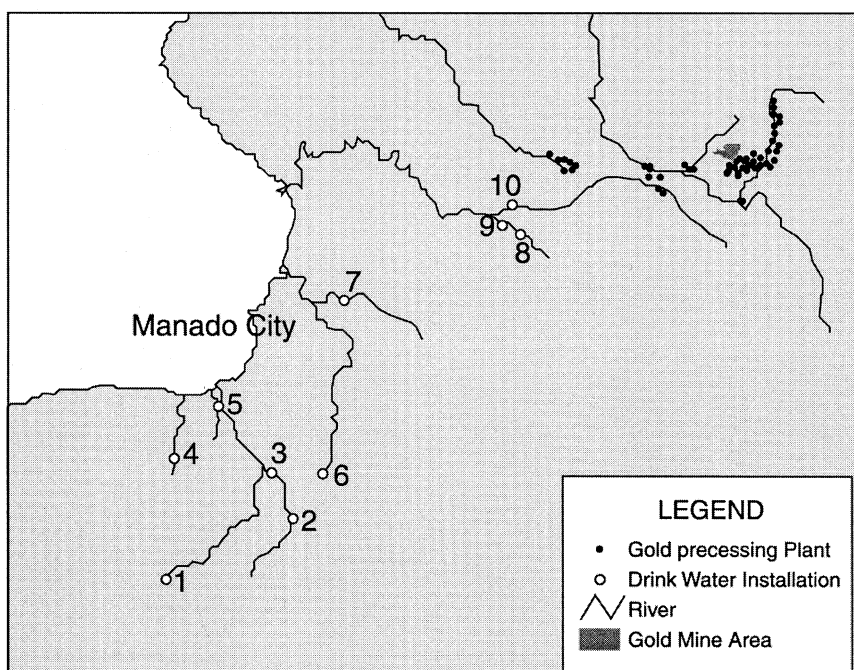 10
9
8
7
Manado City
5
4
3
6
2
1
LEGEND
Gold precessing Plant
Drink Water Installation
River
Gold Mine Area